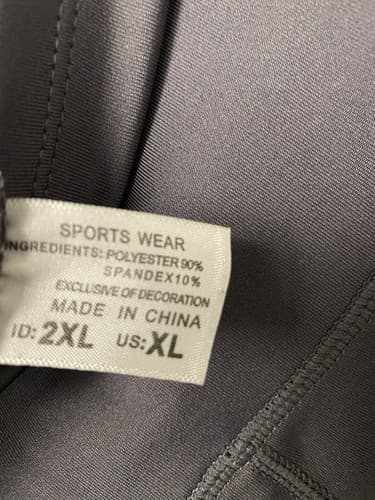 SPORTS WEAR
INGREDIENTS: POLYESTER 90%
SPANDEX10%
EXCLUSIVE OF DECORATION
MADE IN CHINA
ID: 2XL US: XL